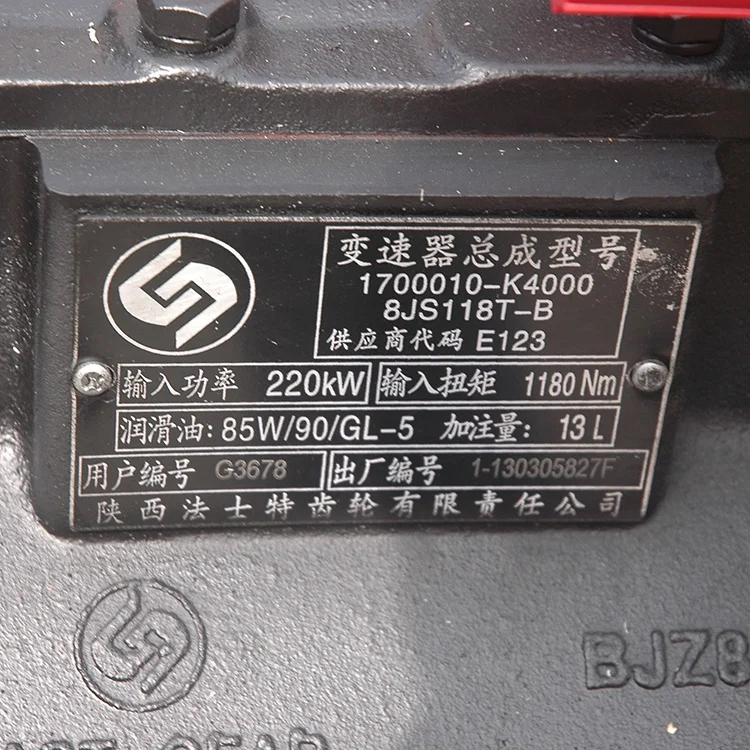 变速器总成型号
1700010-K4000
8JS118T-B
供应商代码 E123
输入功率 220kW 输入扭矩 1180 Nm
润滑油: 85W/90/GL-5 加注量: 13 L
用户编号 G3678 出厂编号 1-130305827F
陕西法士特齿轮有限责任公司
BJZ8